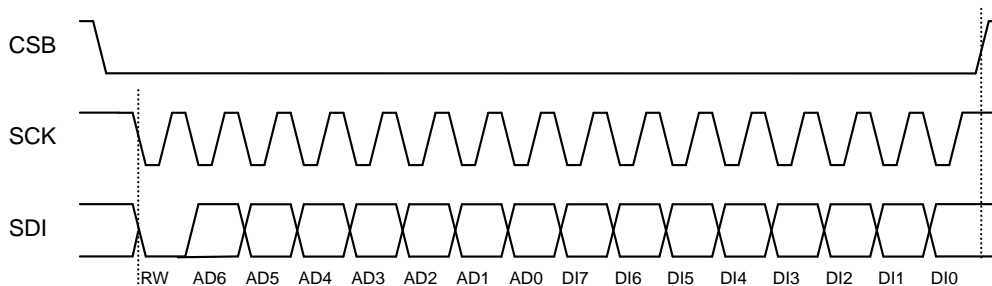 CSB
SCK
SDI
RW AD6 AD5 AD4 AD3 AD2 AD1 AD0 DI7 DI6 DI5 DI4 DI3 DI2 DI1 DI0